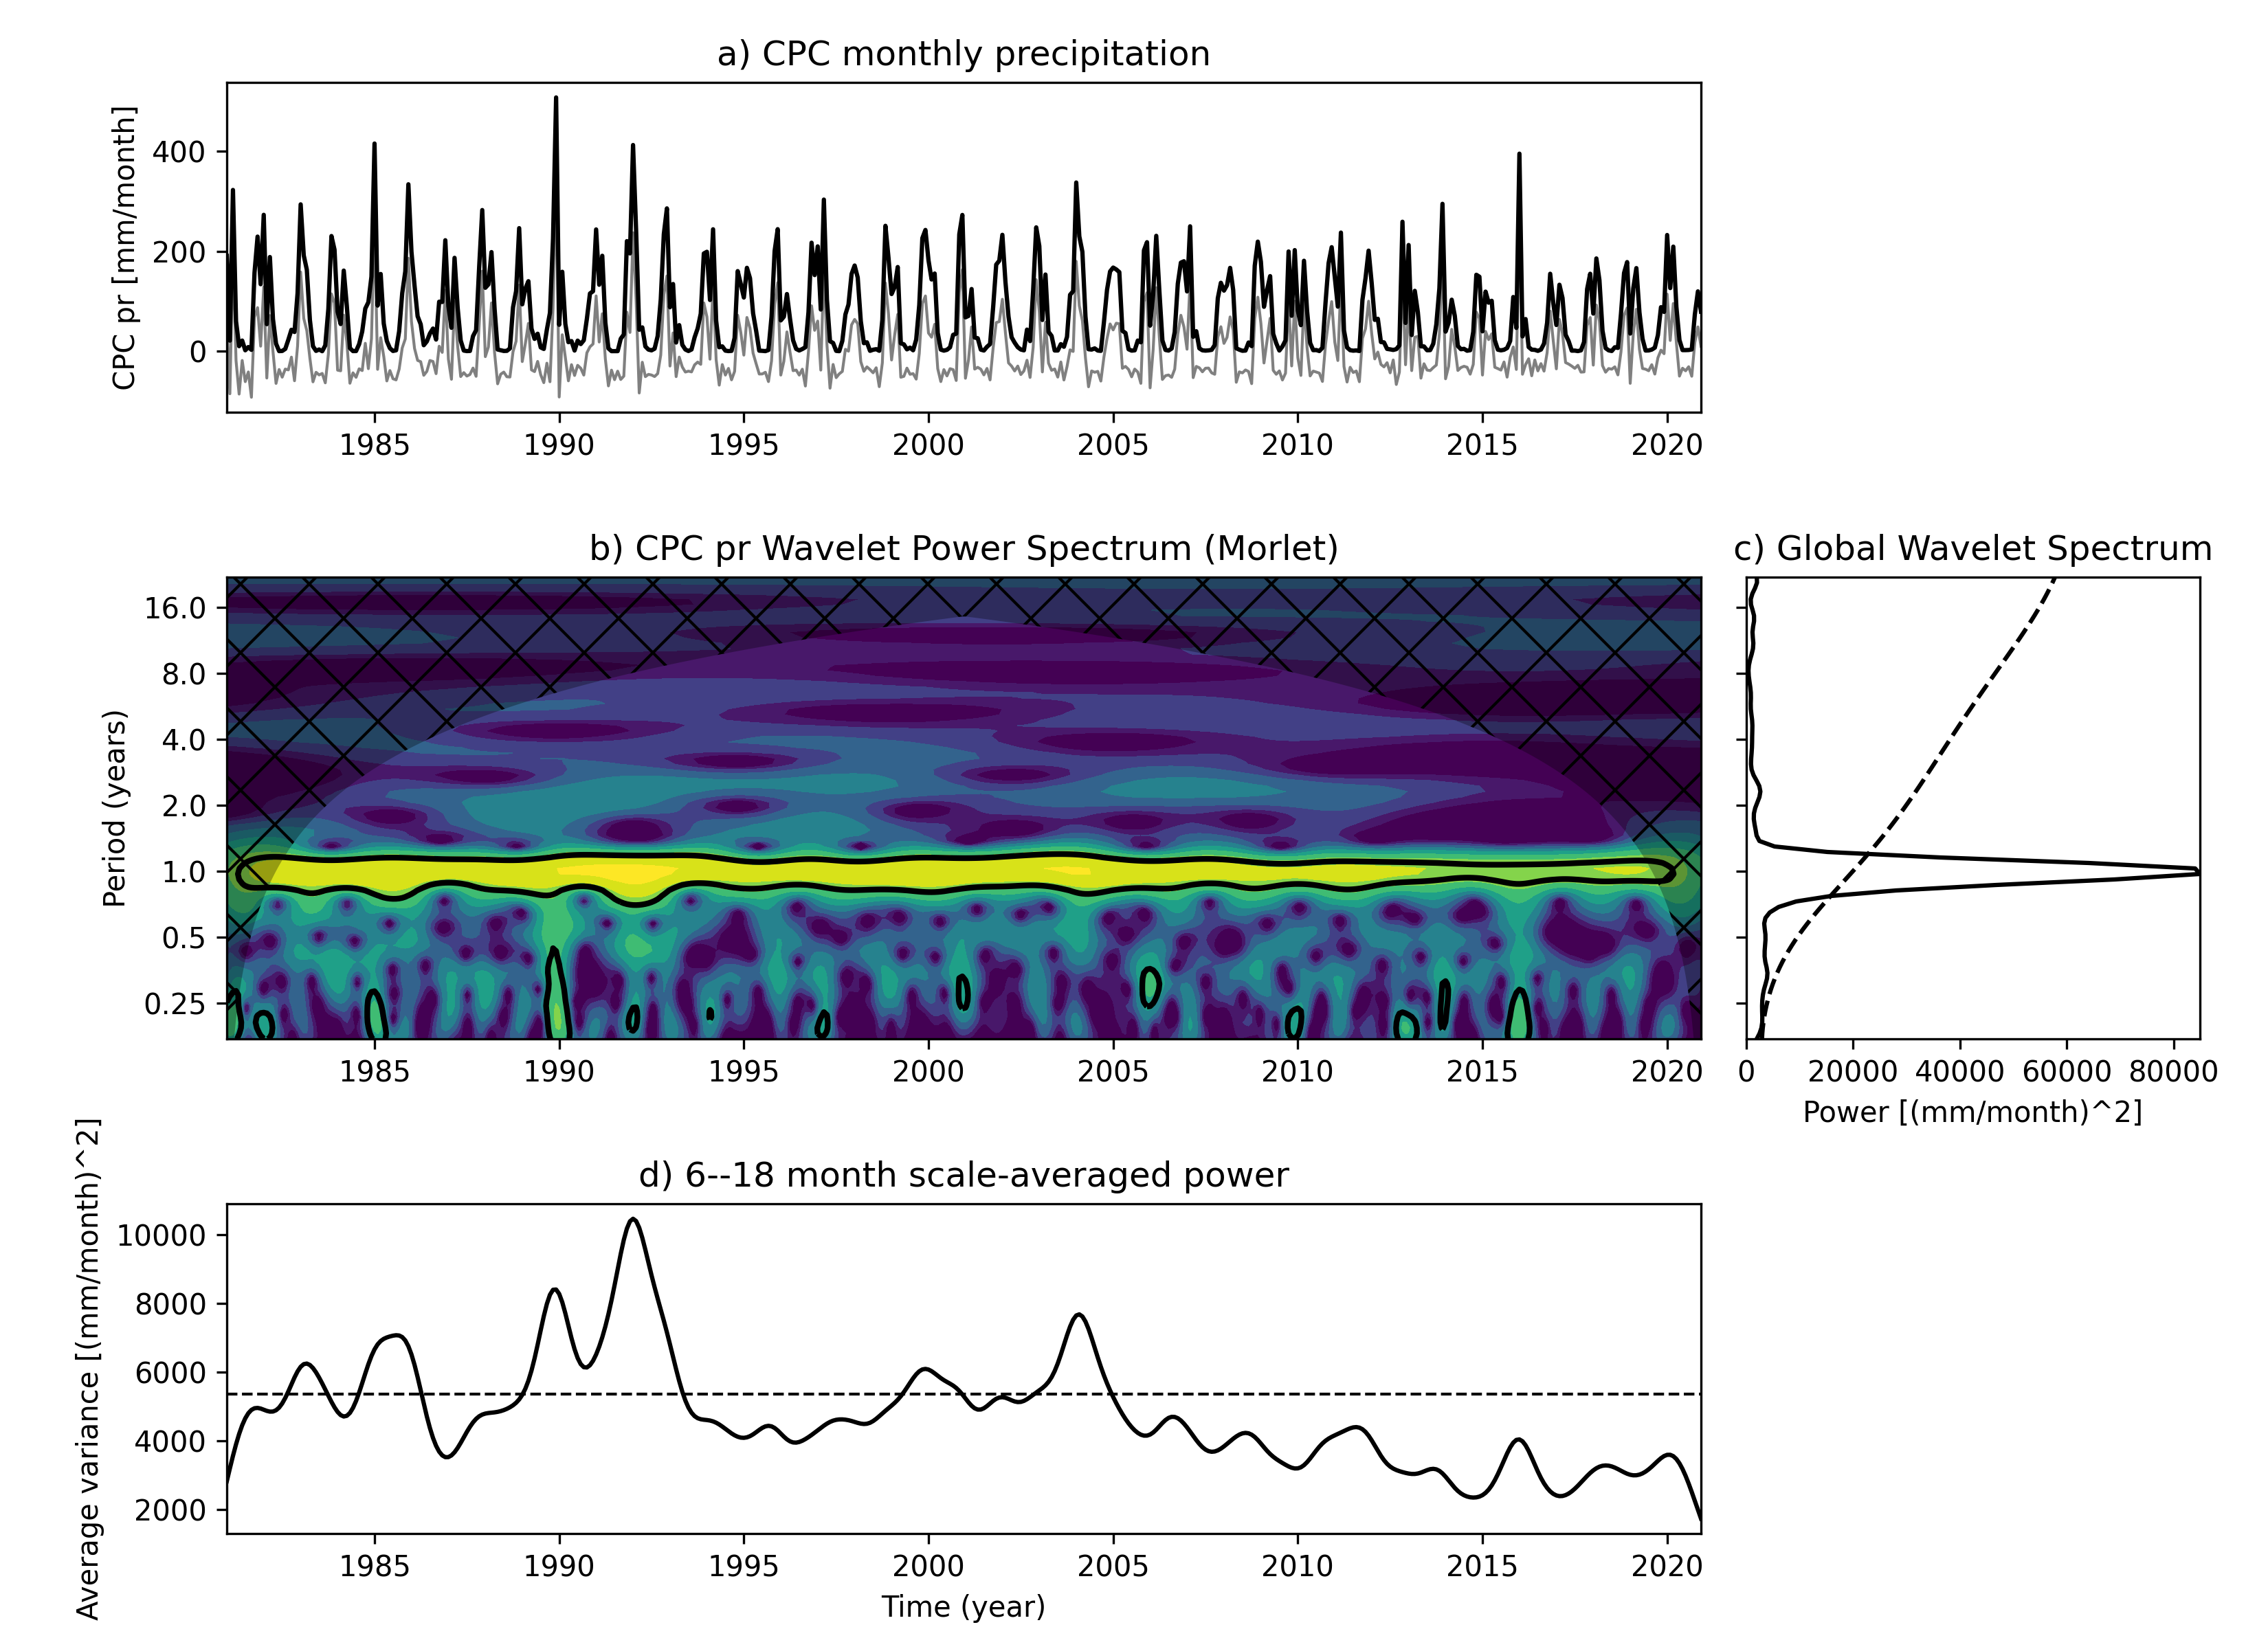 a) CPC monthly precipitation
CPC pr [mm/month]
400
200
0
1985 1990 1995 2000 2005 2010 2015 2020
b) CPC pr Wavelet Power Spectrum (Morlet)
Period (years)
16.0
8.0
4.0
2.0
1.0
0.5
0.25
1985 1990 1995 2000 2005 2010 2015 2020
c) Global Wavelet Spectrum
0 20000 40000 60000 80000
Power [(mm/month)^2]
d) 6--18 month scale-averaged power
Average variance [(mm/month)^2]
10000
8000
6000
4000
2000
1985 1990 1995 2000 2005 2010 2015 2020
Time (year)